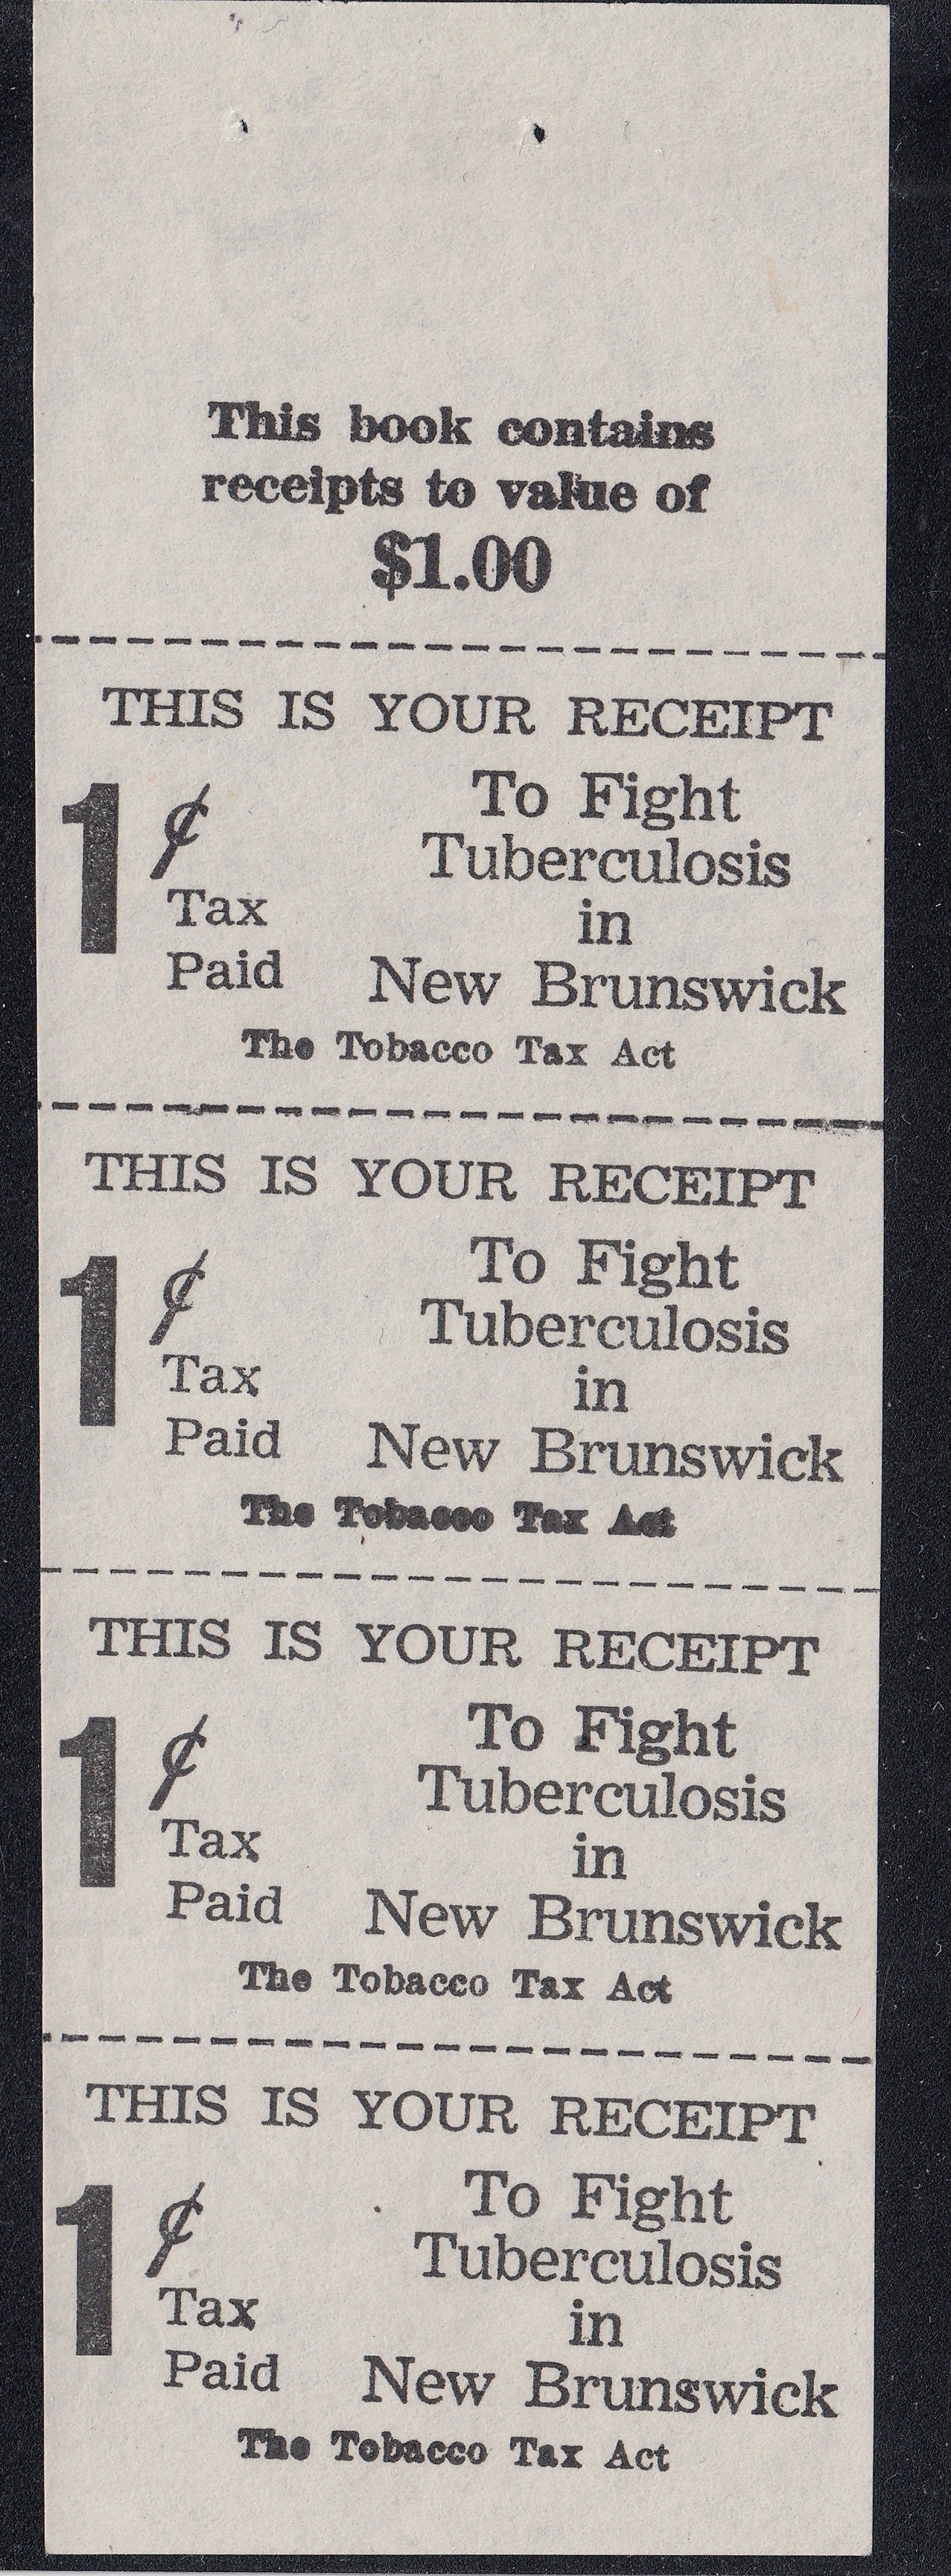 This book contains
receipts to value of
$1.00
THIS IS YOUR RECEIPT
1¢ To Fight
Tuberculosis
Tax in
Paid New Brunswick
The Tobacco Tax Act
THIS IS YOUR RECEIPT
1¢ To Fight
Tuberculosis
Tax in
Paid New Brunswick
The Tobacco Tax Act
THIS IS YOUR RECEIPT
1¢ To Fight
Tuberculosis
Tax in
Paid New Brunswick
The Tobacco Tax Act
THIS IS YOUR RECEIPT
1¢ To Fight
Tuberculosis
Tax in
Paid New Brunswick
The Tobacco Tax Act